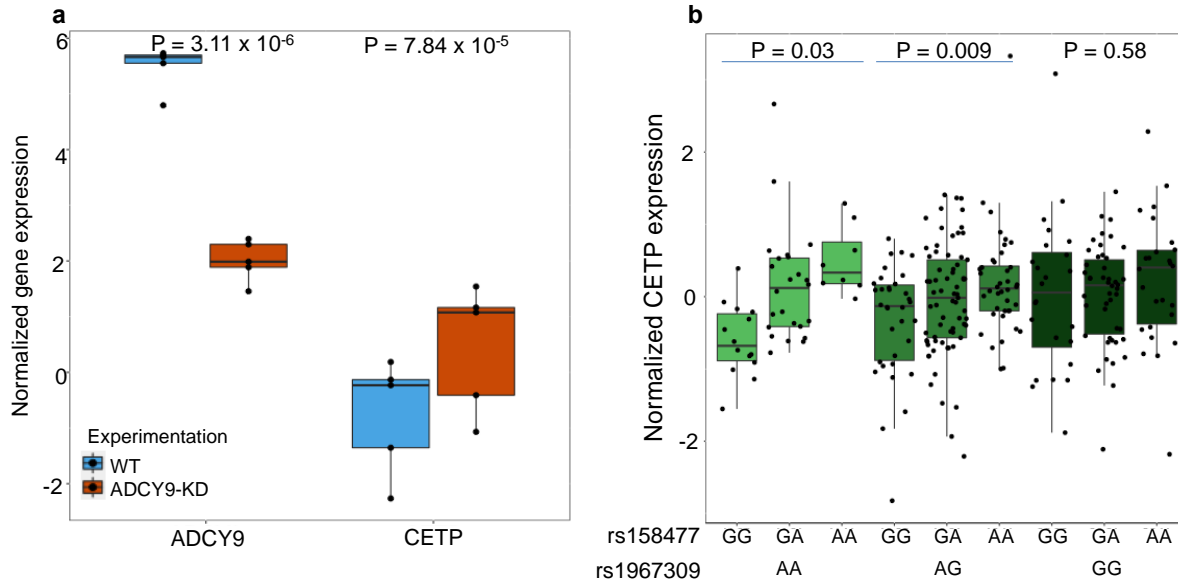 a
P = 3.11 x 10-6
P = 7.84 x 10-5
Normalized gene expression
6
4
2
0
-2
Experimentation
WT
ADCY9-KD
ADCY9
CETP
b
P = 0.03
P = 0.009
P = 0.58
Normalized CETP expression
2
0
-2
rs158477 GG GA AA GG GA AA GG GA AA
rs1967309 AA AG GG